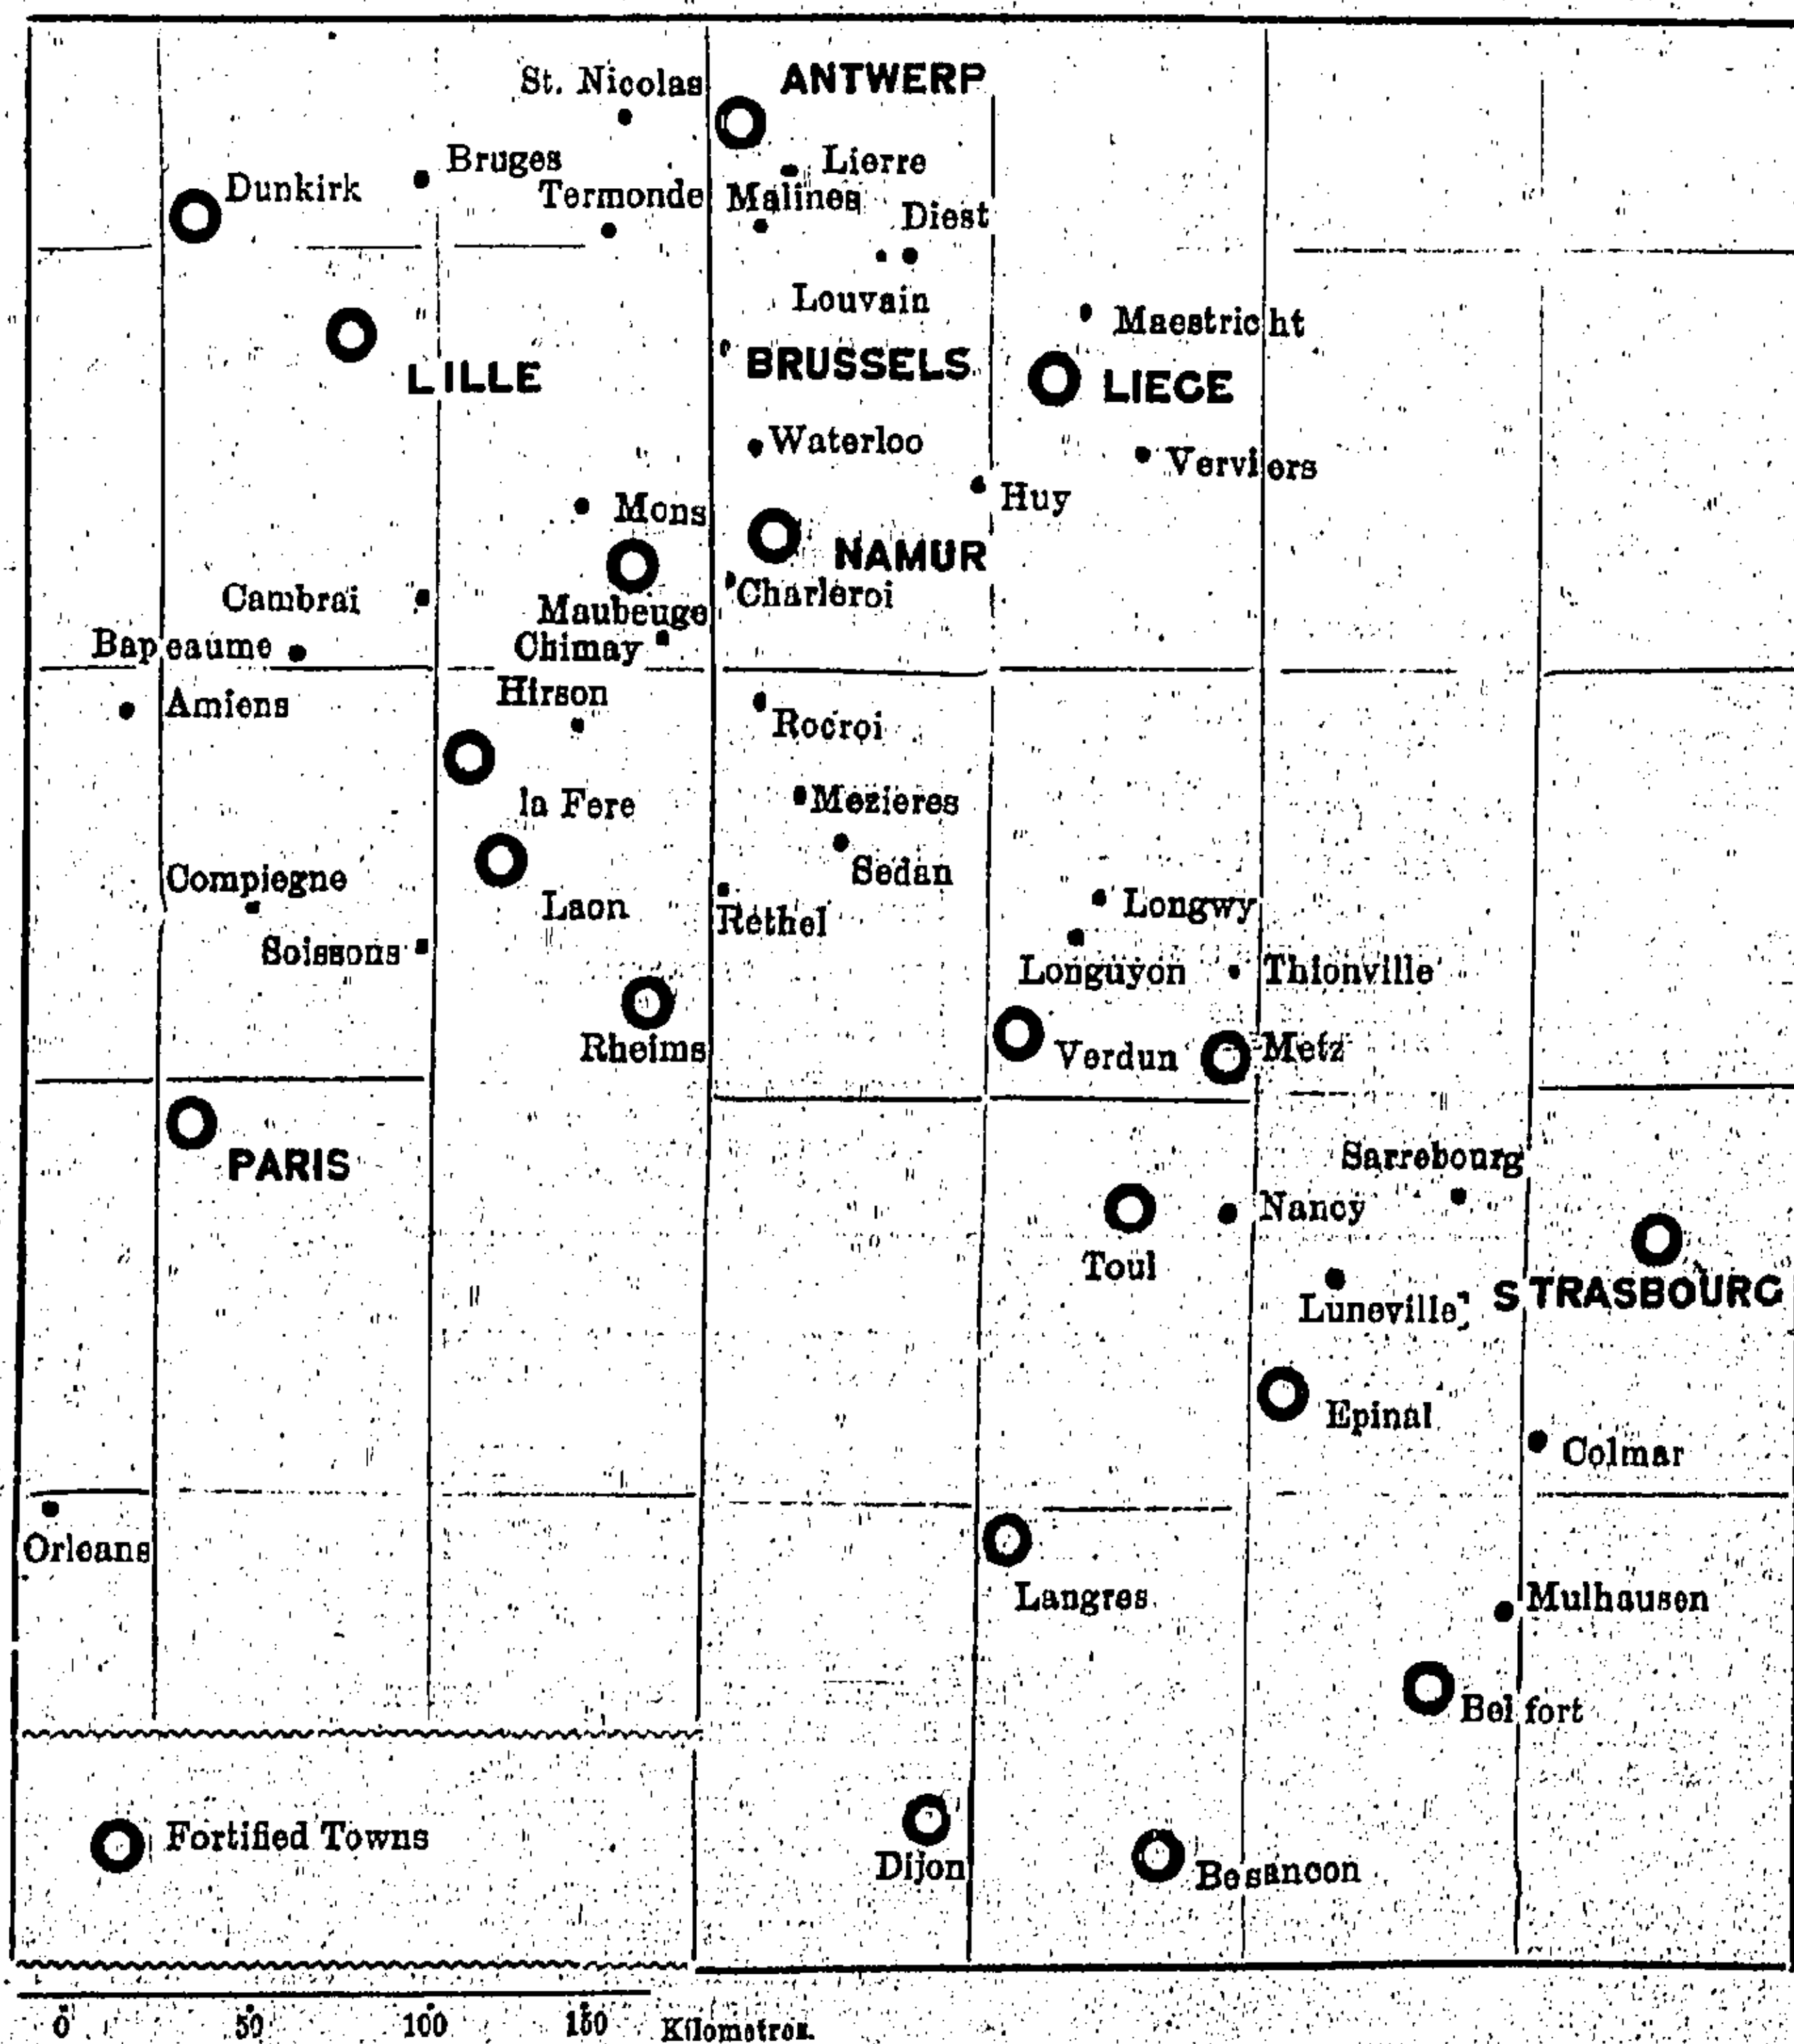 St. Nicolas
ANTWERP
Bruges
Lierre
Dunkirk
Termonde
Malines
Diest
Louvain
Maestricht
LILLE
BRUSSELS
LIEGE
Waterloo
Verviers
Huy
Mons
NAMUR
Cambrai
Charleroi
Maubeuge
Bapeaume
Chimay
Hirson
Amiens
Rocroi
la Fere
Mezieres
Sedan
Compiegne
Laon
Rethel
Longwy
Soissons
Longuyon
Thionville
Rheims
Verdun
Metz
PARIS
Sarrebourg
Nancy
Toul
Luneville
STRASBOURG
Epinal
Colmar
Orleans
Langres
Mulhausen
Belfort
Fortified Towns
Dijon
Besancon
0 50 100 150 Kilometres.